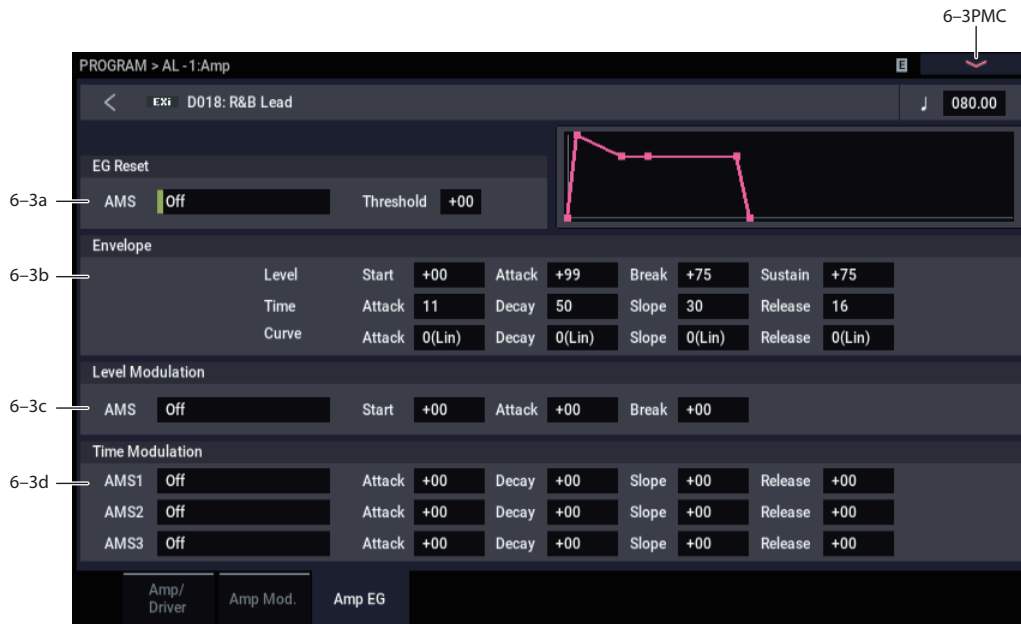 6–3PMC
PROGRAM > AL -1:Amp E
EXi D018: R&B Lead ♩ 080.00
EG Reset
6–3a AMS Off Threshold +00
Envelope
6–3b Level Start +00 Attack +99 Break +75 Sustain +75
Time Attack 11 Decay 50 Slope 30 Release 16
Curve Attack 0(Lin) Decay 0(Lin) Slope 0(Lin) Release 0(Lin)
Level Modulation
6–3c AMS Off Start +00 Attack +00 Break +00
Time Modulation
6–3d AMS1 Off Attack +00 Decay +00 Slope +00 Release +00
AMS2 Off Attack +00 Decay +00 Slope +00 Release +00
AMS3 Off Attack +00 Decay +00 Slope +00 Release +00
Amp/
Driver Amp Mod. Amp EG